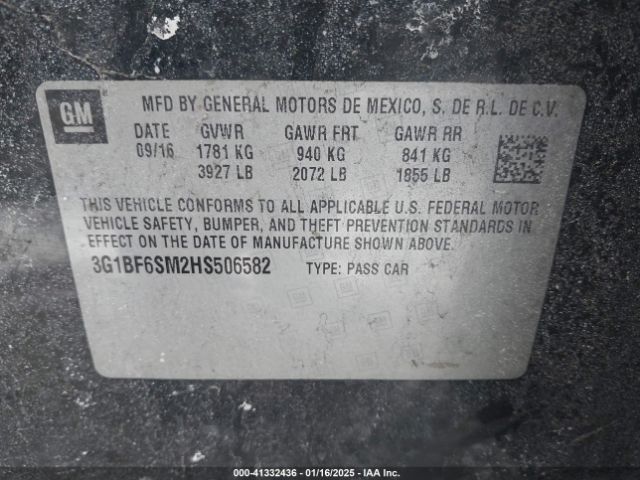 GM
MFD BY GENERAL MOTORS DE MEXICO, S. DE R.L. DE C.V.
DATE GVWR GAWR FRT GAWR RR
09/16 1781 KG 940 KG 841 KG
3927 LB 2072 LB 1855 LB
THIS VEHICLE CONFORMS TO ALL APPLICABLE U.S. FEDERAL MOTOR
VEHICLE SAFETY, BUMPER, AND THEFT PREVENTION STANDARDS
IN EFFECT ON THE DATE OF MANUFACTURE SHOWN ABOVE.
3G1BF6SM2HS506582 TYPE: PASS CAR
000-41332436 - 01/16/2025 - IAA Inc.